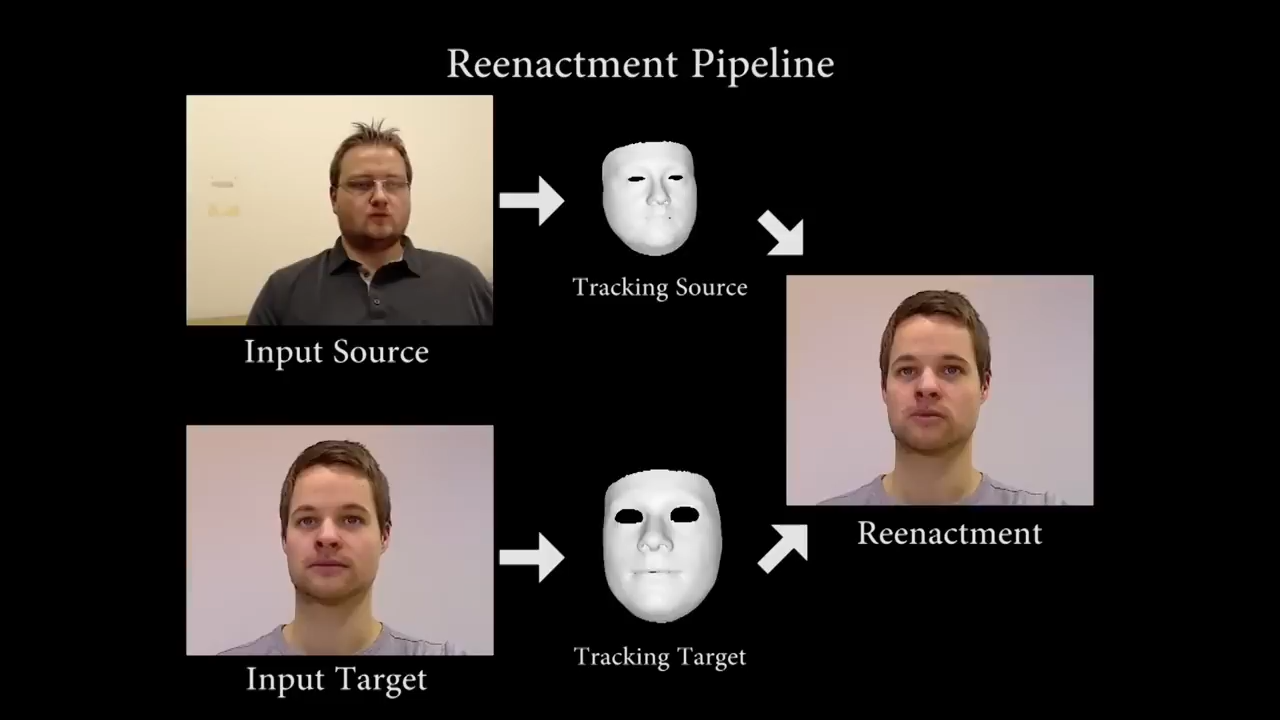 Reenactment Pipeline
Tracking Source
Input Source
Reenactment
Tracking Target
Input Target